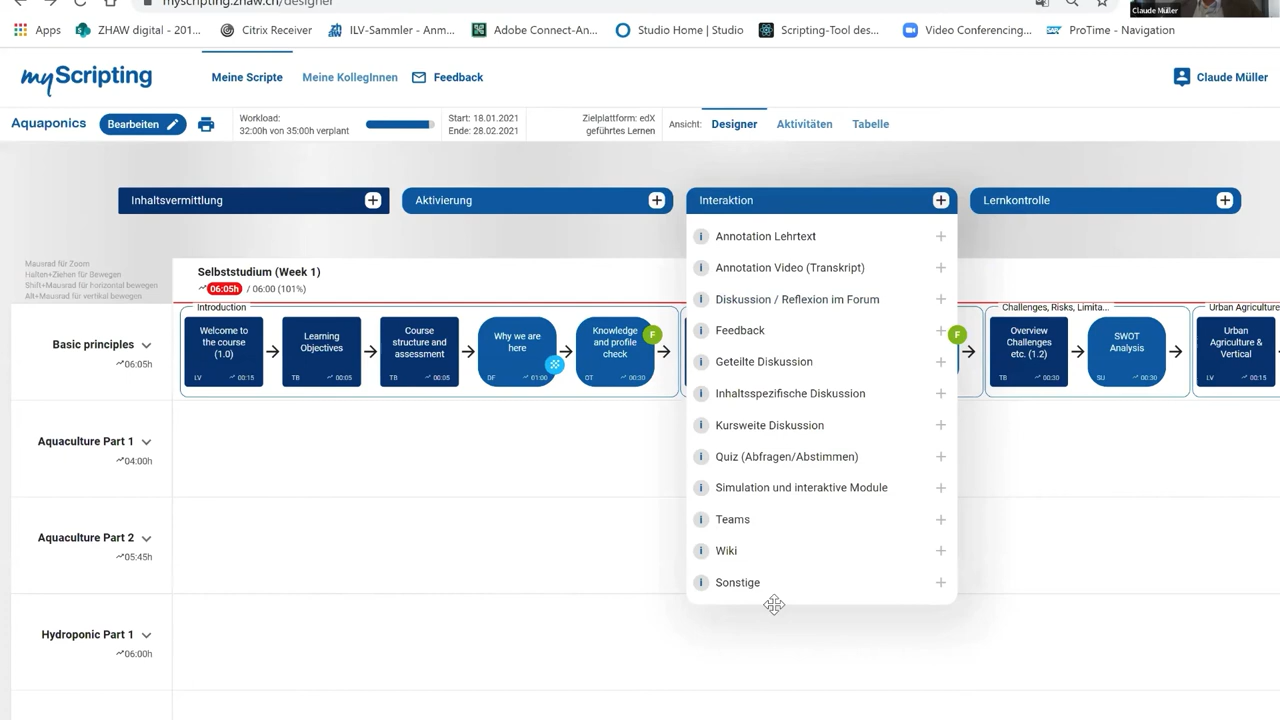 myscripting.zhaw.ch/designer
Claude Müller
Apps
ZHAW digital - 201...
Citrix Receiver
ILV-Sammler - Anm...
Adobe Connect-An...
Studio Home | Studio
Scripting-Tool des...
Video Conferencing...
ProTime - Navigation
myScripting
Meine Scripte
Meine KollegInnen
Feedback
Claude Müller
Aquaponics
Bearbeiten
Workload:
32:00h von 35:00h verplant
Start: 18.01.2021
Ende: 28.02.2021
Zielplattform: edX
geführtes Lernen
Ansicht:
Designer
Aktivitäten
Tabelle
Inhaltsvermittlung
Aktivierung
Interaktion
Lernkontrolle
Annotation Lehrtext
Annotation Video (Transkript)
Diskussion / Reflexion im Forum
Feedback
Geteilte Diskussion
Inhaltsspezifische Diskussion
Kursweite Diskussion
Quiz (Abfragen/Abstimmen)
Simulation und interaktive Module
Teams
Wiki
Sonstige
Mausrad für Zoom
Halten+Ziehen für Bewegen
Shift+Mausrad für horizontal bewegen
Alt+Mausrad für vertikal bewegen
Selbststudium (Week 1)
06:05h / 06:00 (101%)
Basic principles
06:05h
Introduction
Welcome to
the course
(1.0)
LV 00:15
Learning
Objectives
TB 00:05
Course
structure and
assessment
TB 00:05
Why we are
here
DF 01:00
Knowledge
and profile
check
OT 00:30
F
F
Challenges, Risks, Limita...
Overview
Challenges
etc. (1.2)
TB 00:30
SWOT
Analysis
SU 00:30
Urban Agriculture
Urban
Agriculture &
Vertical
LV 00:15
Aquaculture Part 1
04:00h
Aquaculture Part 2
05:45h
Hydroponic Part 1
06:00h